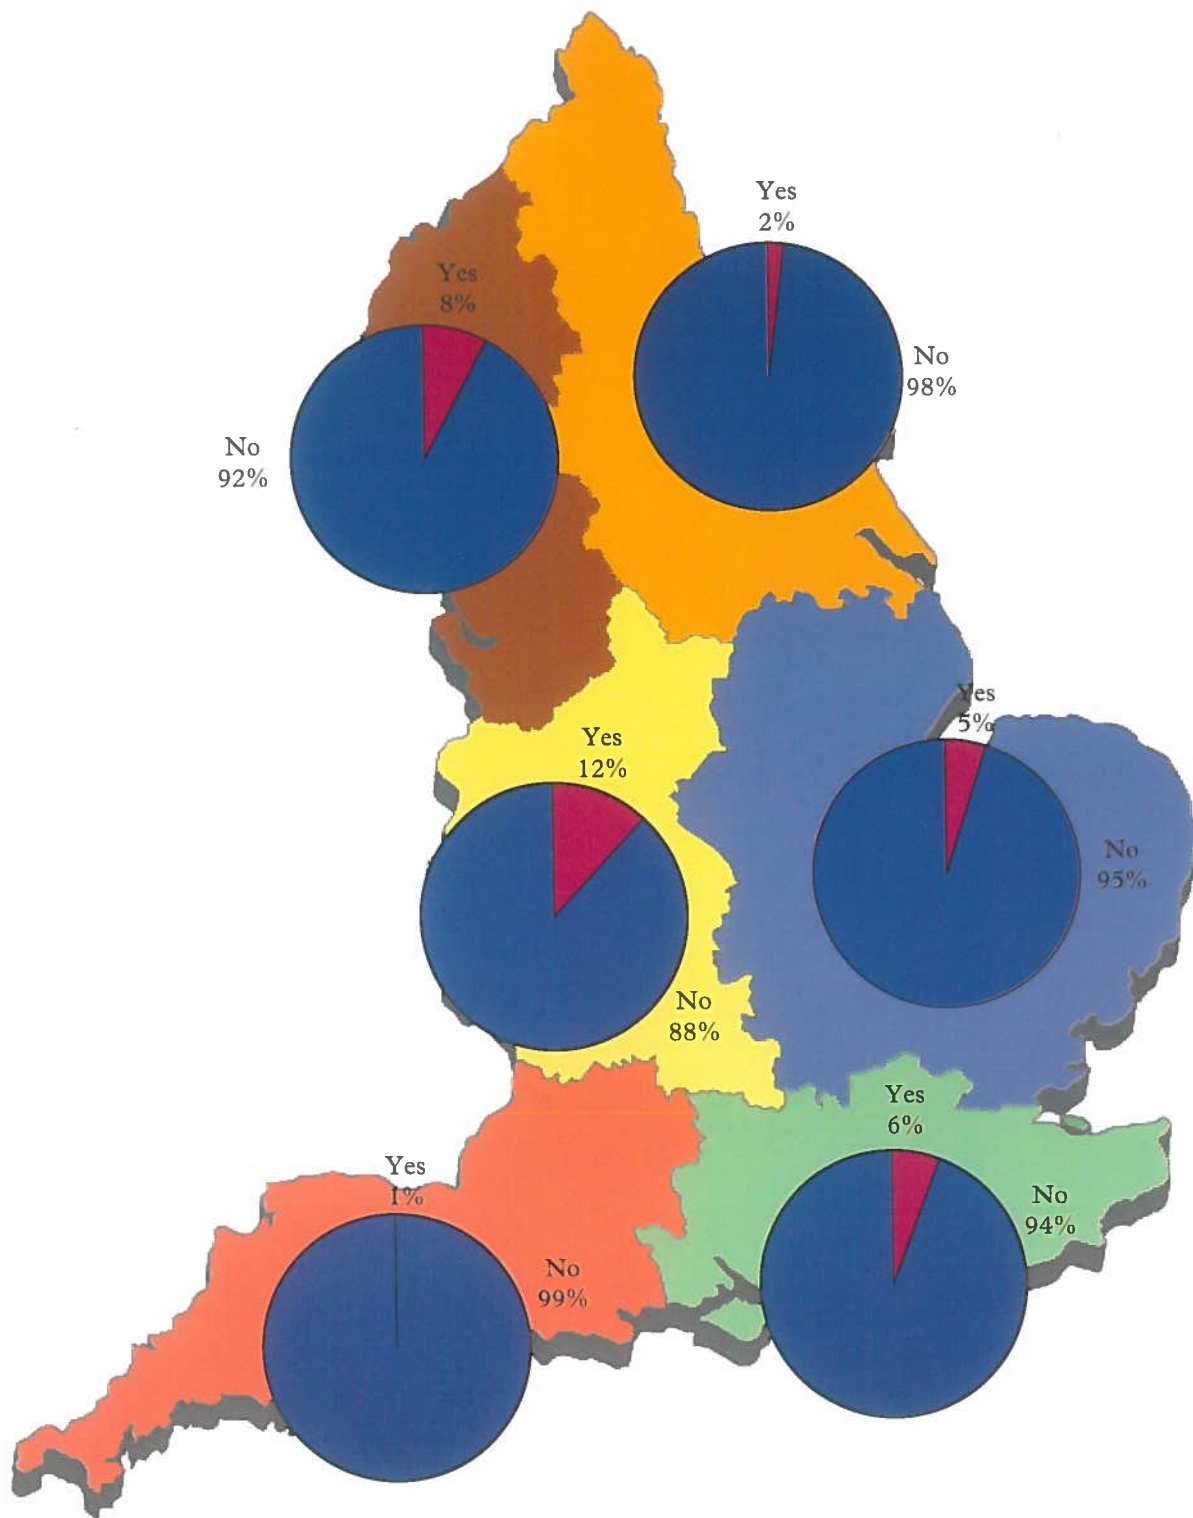 Yes
2%
No
98%
Yes
8%
No
92%
Yes
5%
No
95%
Yes
12%
No
88%
Yes
6%
No
94%
Yes
1%
No
99%